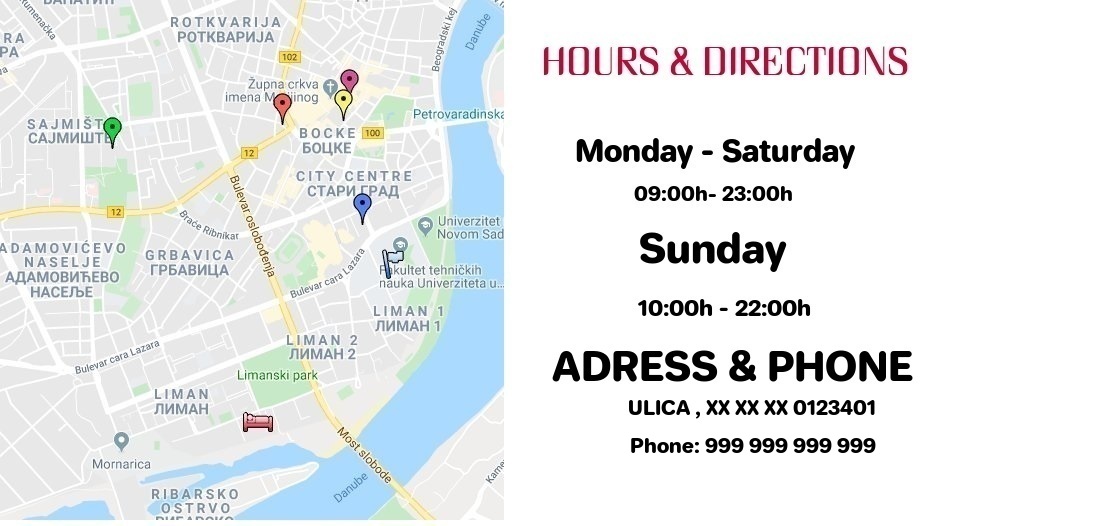 ROTKVARIJA
РОТКВАРИЈА
102
Beogradski kej
Danube
Župna crkva
imena M
Petrovaradinska
SAJMIŠT
САЈМИШТЕ
BOCKE
БОЦКЕ
100
12
CITY CENTRE
СТАРИ ГРАД
12
Bulevar oslobođenja
Braće Ribnikar
Univerzitet
Novom Sad
ADAMOVIĆEVO
NASELJE
АДАМОВИЋЕВО
НАСЕЉЕ
GRBAVICA
ГРБАВИЦА
Fakultet tehničkih
nauka Univerziteta u...
Bulevar cara Lazara
LIMAN 1
ЛИМАН 1
LIMAN 2
ЛИМАН 2
Bulevar cara Lazara
Limanski park
LIMAN
ЛИМАН
Most slobode
Mornarica
Danube
RIBARSKO
OSTRVO
HOURS & DIRECTIONS
Monday - Saturday
09:00h- 23:00h
Sunday
10:00h - 22:00h
ADRESS & PHONE
ULICA , XX XX XX 0123401
Phone: 999 999 999 999